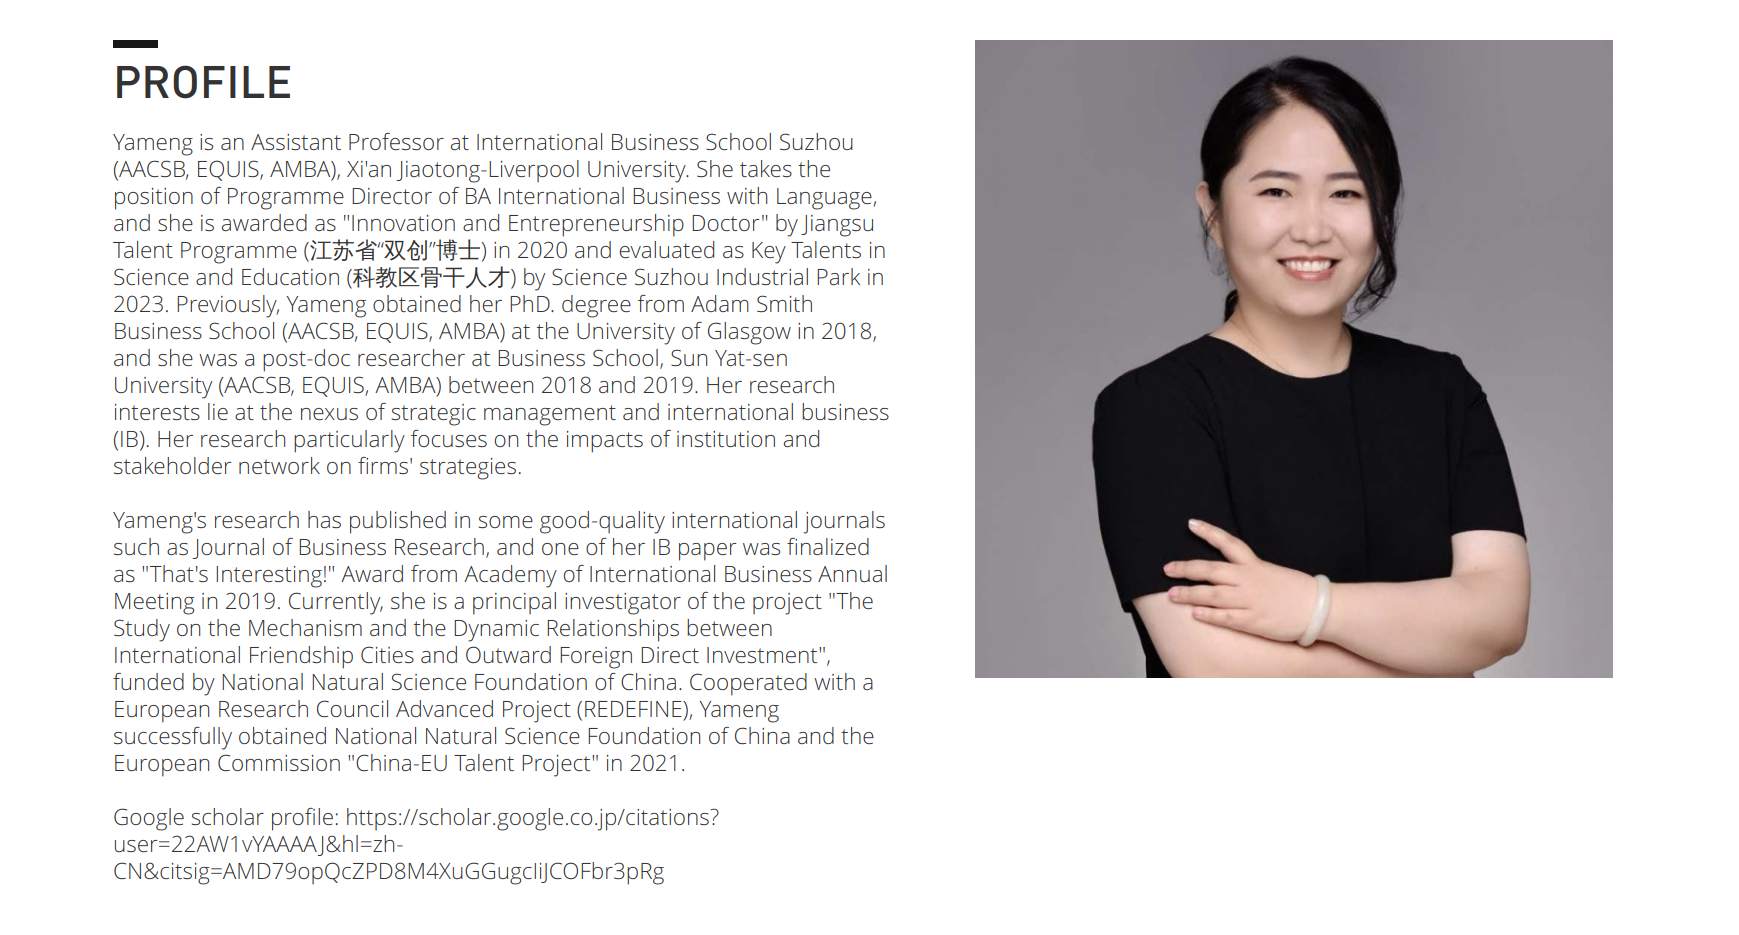 PROFILE
Yameng is an Assistant Professor at International Business School Suzhou
(AACSB, EQUIS, AMBA), Xi'an Jiaotong-Liverpool University. She takes the
position of Programme Director of BA International Business with Language,
and she is awarded as "Innovation and Entrepreneurship Doctor" by Jiangsu
Talent Programme (江苏省“双创”博士) in 2020 and evaluated as Key Talents in
Science and Education (科教区骨干人才) by Science Suzhou Industrial Park in
2023. Previously, Yameng obtained her PhD. degree from Adam Smith
Business School (AACSB, EQUIS, AMBA) at the University of Glasgow in 2018,
and she was a post-doc researcher at Business School, Sun Yat-sen
University (AACSB, EQUIS, AMBA) between 2018 and 2019. Her research
interests lie at the nexus of strategic management and international business
(IB). Her research particularly focuses on the impacts of institution and
stakeholder network on firms' strategies.
Yameng's research has published in some good-quality international journals
such as Journal of Business Research, and one of her IB paper was finalized
as "That's Interesting!" Award from Academy of International Business Annual
Meeting in 2019. Currently, she is a principal investigator of the project "The
Study on the Mechanism and the Dynamic Relationships between
International Friendship Cities and Outward Foreign Direct Investment",
funded by National Natural Science Foundation of China. Cooperated with a
European Research Council Advanced Project (REDEFINE), Yameng
successfully obtained National Natural Science Foundation of China and the
European Commission "China-EU Talent Project" in 2021.
Google scholar profile: https://scholar.google.co.jp/citations?
user=22AW1vYAAAAJ&hl=zh-
CN&citsig=AMD79opQcZPD8M4XuGGugcIiJCOFbr3pRg